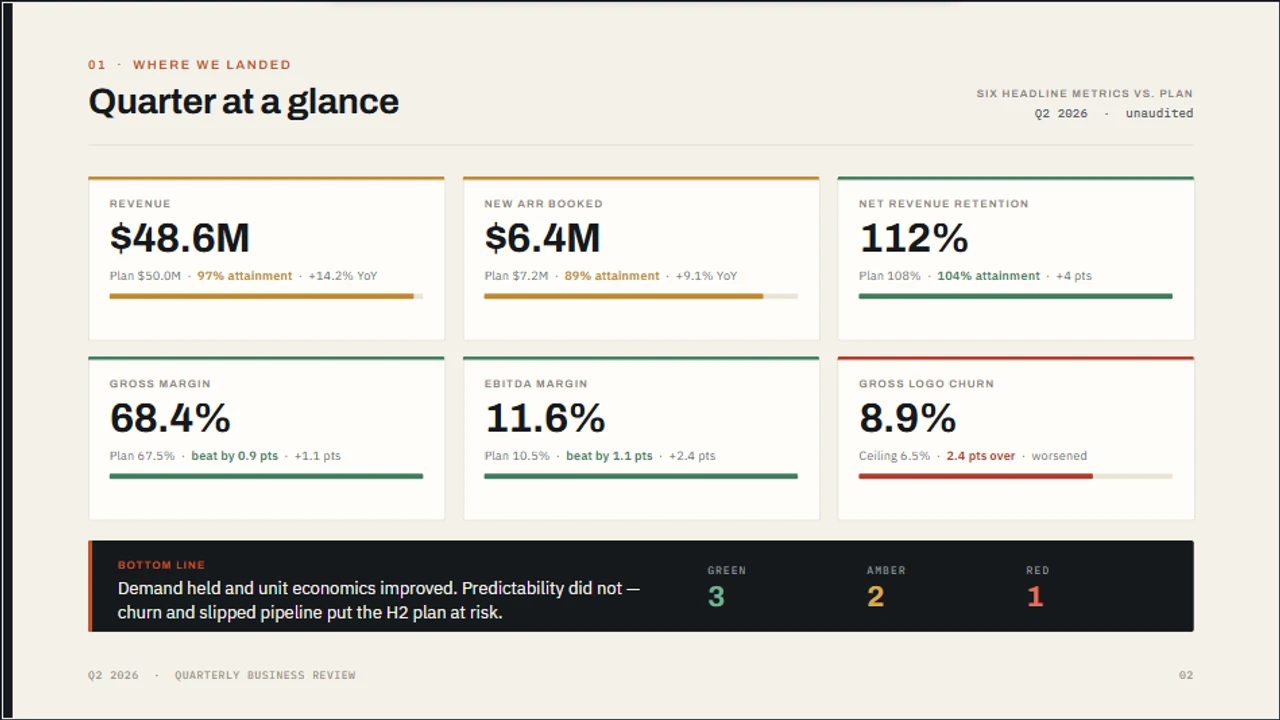 01 · WHERE WE LANDED
Quarter at a glance
SIX HEADLINE METRICS VS. PLAN
Q2 2026 · unaudited
REVENUE
$48.6M
Plan $50.0M · 97% attainment · +14.2% YoY
NEW ARR BOOKED
$6.4M
Plan $7.2M · 89% attainment · +9.1% YoY
NET REVENUE RETENTION
112%
Plan 108% · 104% attainment · +4 pts
GROSS MARGIN
68.4%
Plan 67.5% · beat by 0.9 pts · +1.1 pts
EBITDA MARGIN
11.6%
Plan 10.5% · beat by 1.1 pts · +2.4 pts
GROSS LOGO CHURN
8.9%
Ceiling 6.5% · 2.4 pts over · worsened
BOTTOM LINE
Demand held and unit economics improved. Predictability did not —
churn and slipped pipeline put the H2 plan at risk.
GREEN
3
AMBER
2
RED
1
Q2 2026 · QUARTERLY BUSINESS REVIEW
02